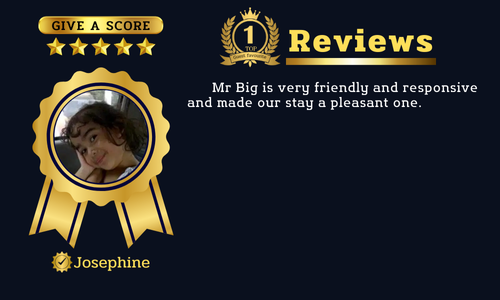 GIVE A SCORE
1
TOP
Reviews
Mr Big is very friendly and responsive
and made our stay a pleasant one.
Josephine